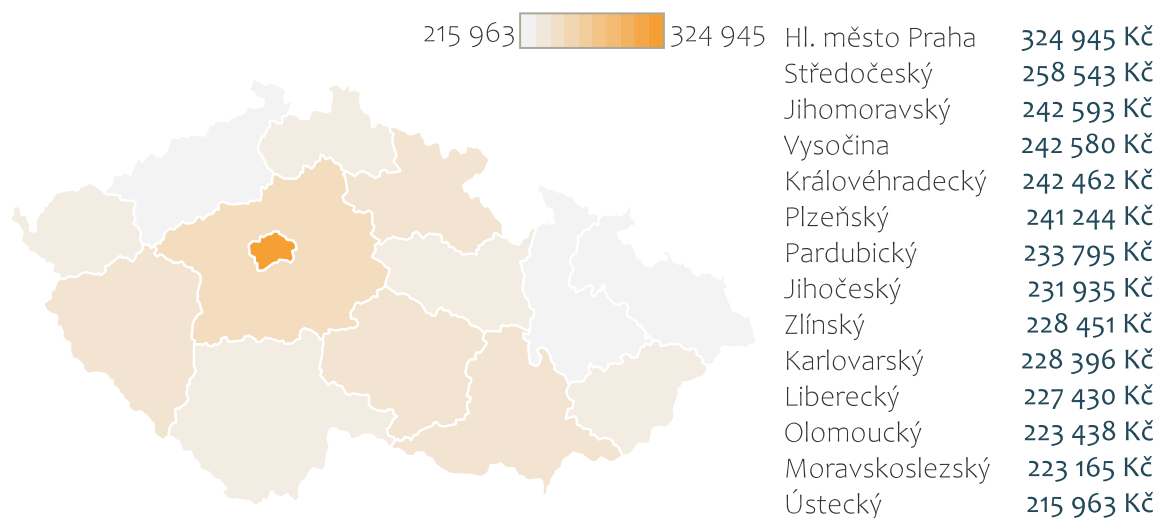 215 963 324 945
Hl. město Praha 324 945 Kč
Středočeský 258 543 Kč
Jihomoravský 242 593 Kč
Vysočina 242 580 Kč
Královéhradecký 242 462 Kč
Plzeňský 241 244 Kč
Pardubický 233 795 Kč
Jihočeský 231 935 Kč
Zlínský 228 451 Kč
Karlovarský 228 396 Kč
Liberecký 227 430 Kč
Olomoucký 223 438 Kč
Moravskoslezský 223 165 Kč
Ústecký 215 963 Kč